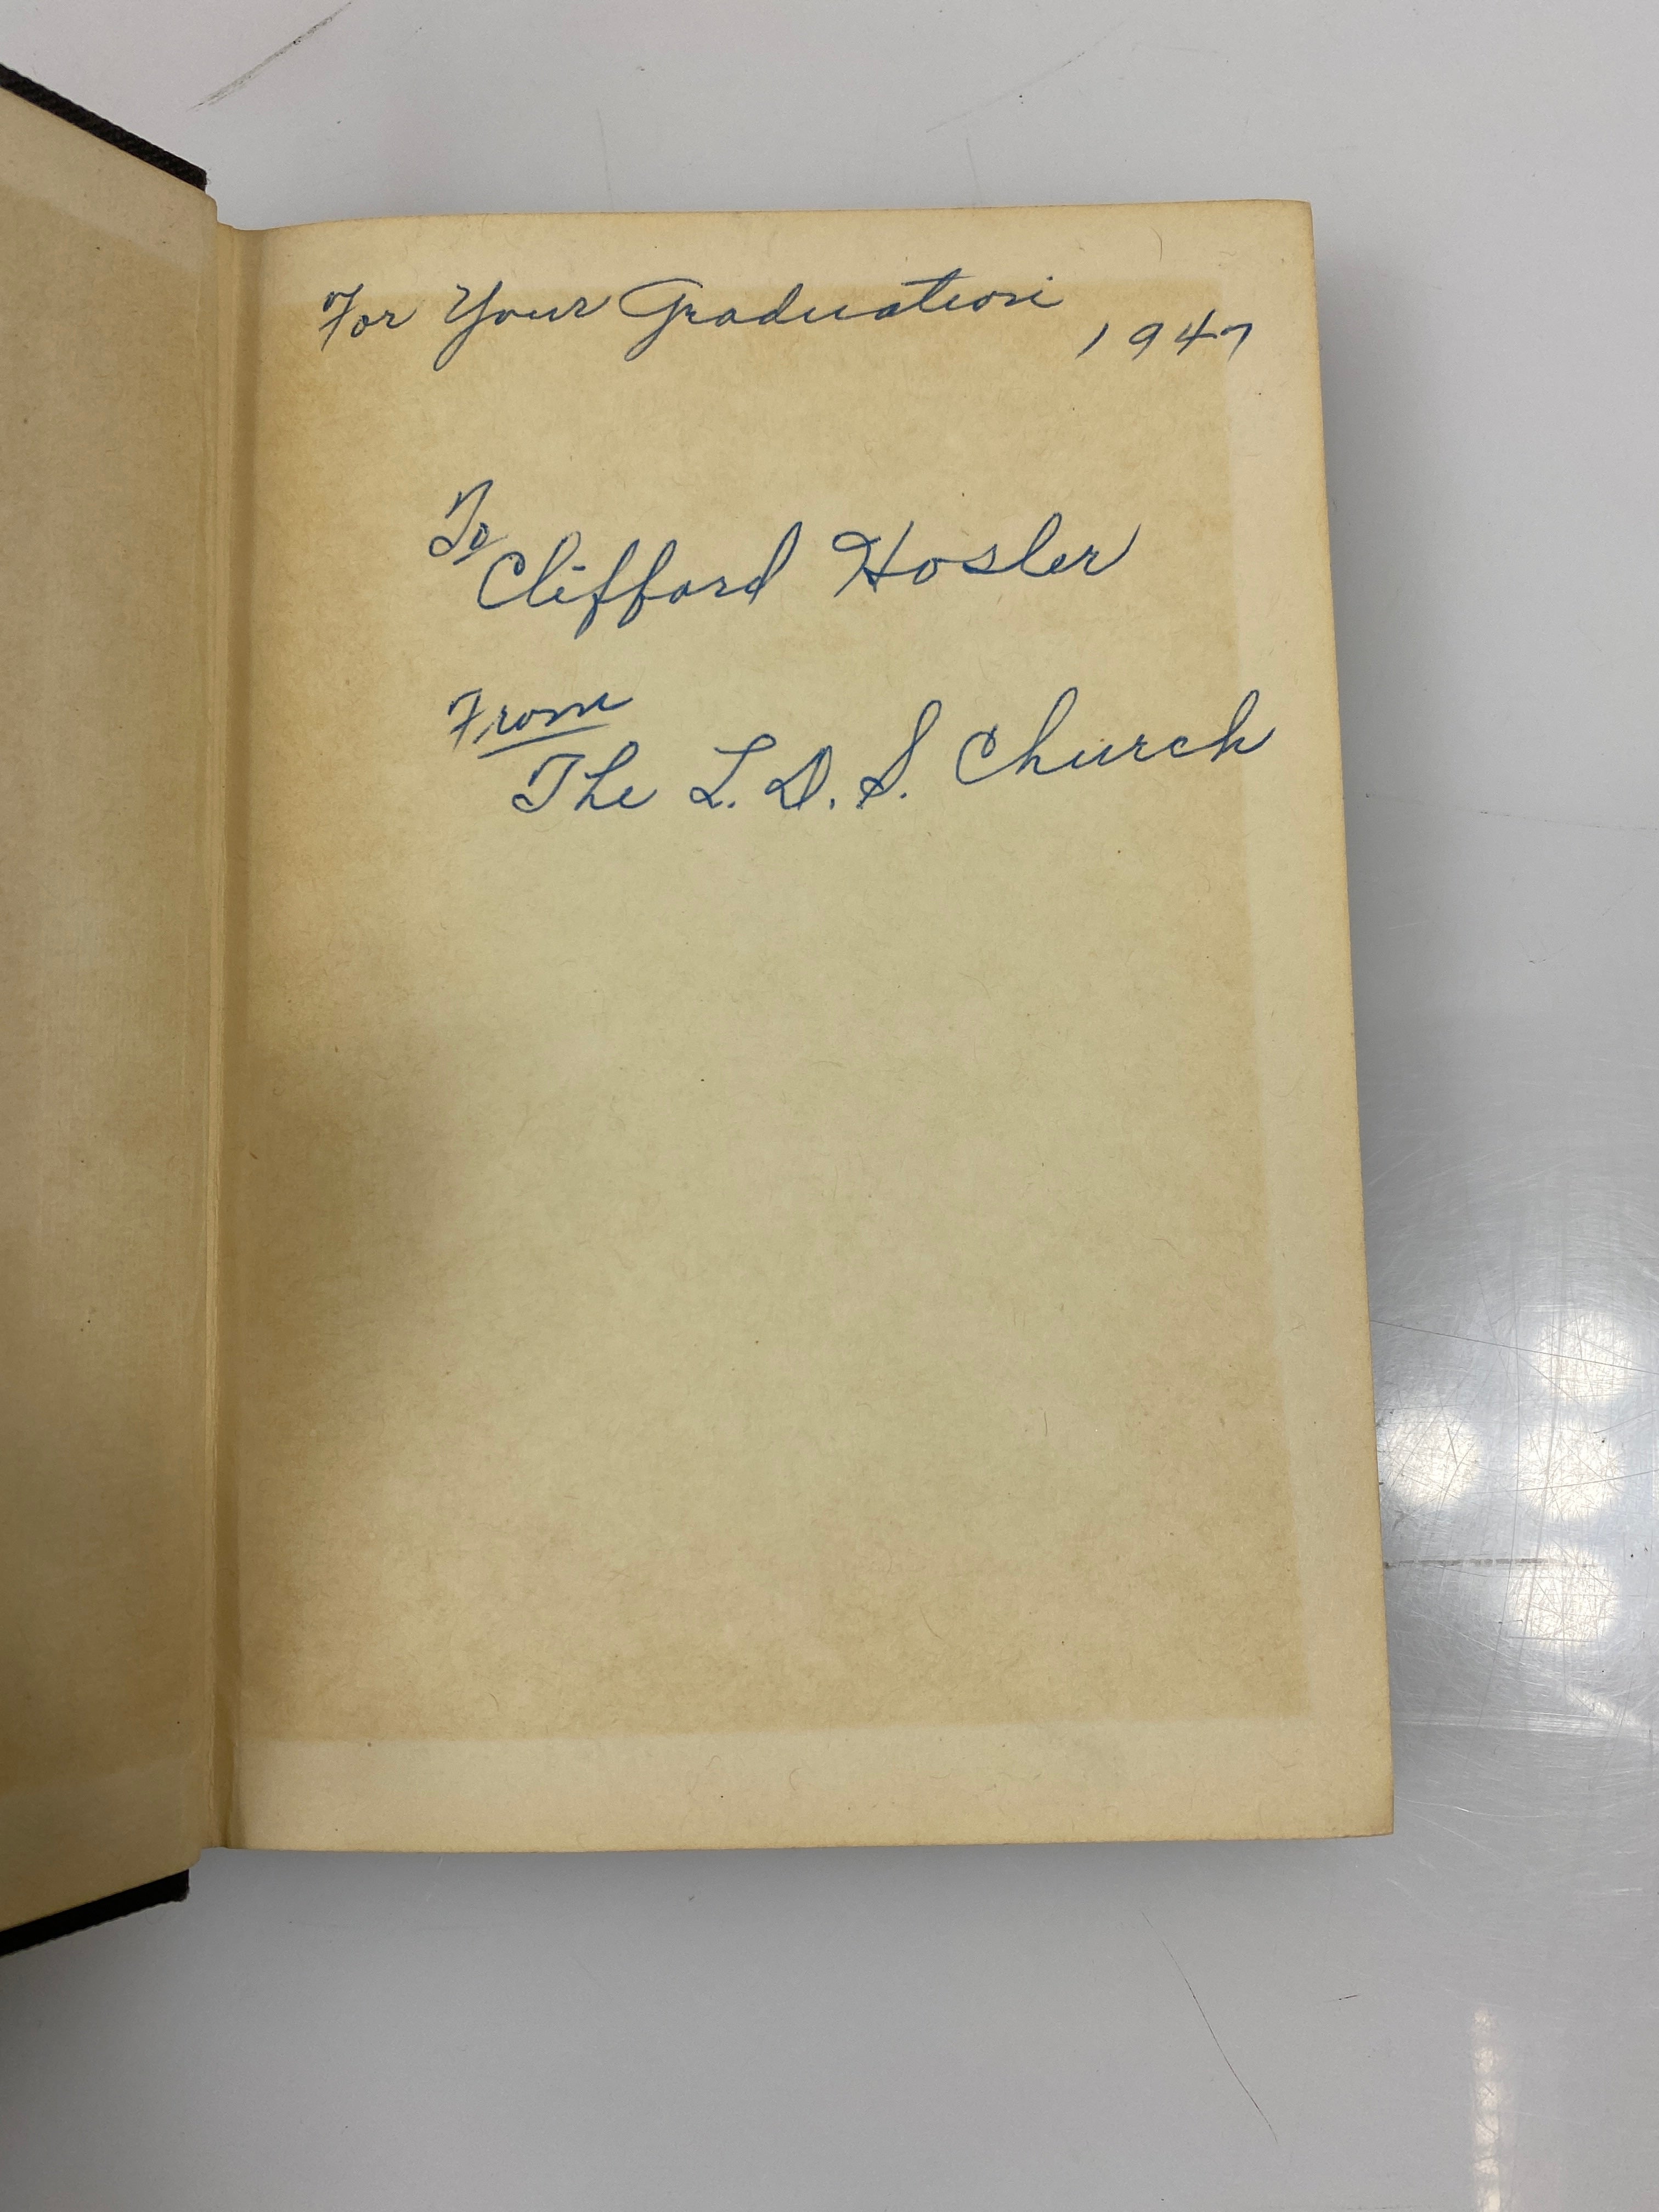 For Your Graduation
1947
To
Clifford Hosler
From
The L. D. S. Church